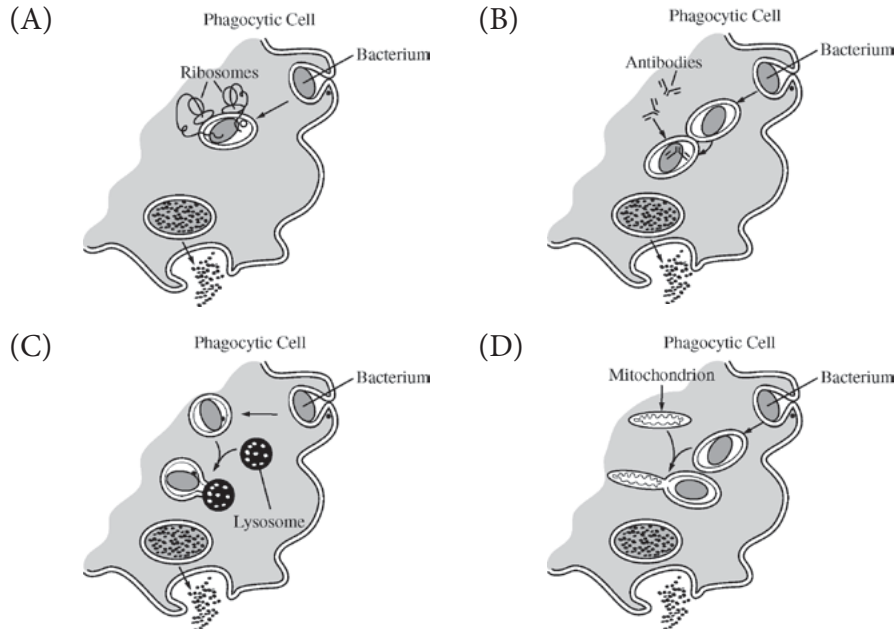 (A)
Phagocytic Cell
Bacterium
Ribosomes
(B)
Phagocytic Cell
Bacterium
Antibodies
(C)
Phagocytic Cell
Bacterium
Lysosome
(D)
Phagocytic Cell
Mitochondrion
Bacterium